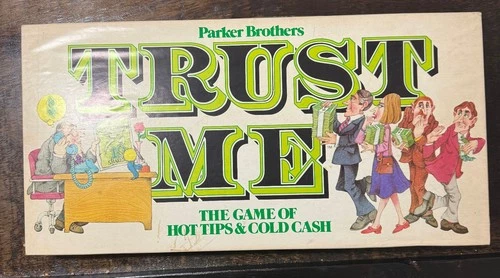 Parker Brothers
TRUST
ME
THE GAME OF
HOT TIPS & COLD CASH